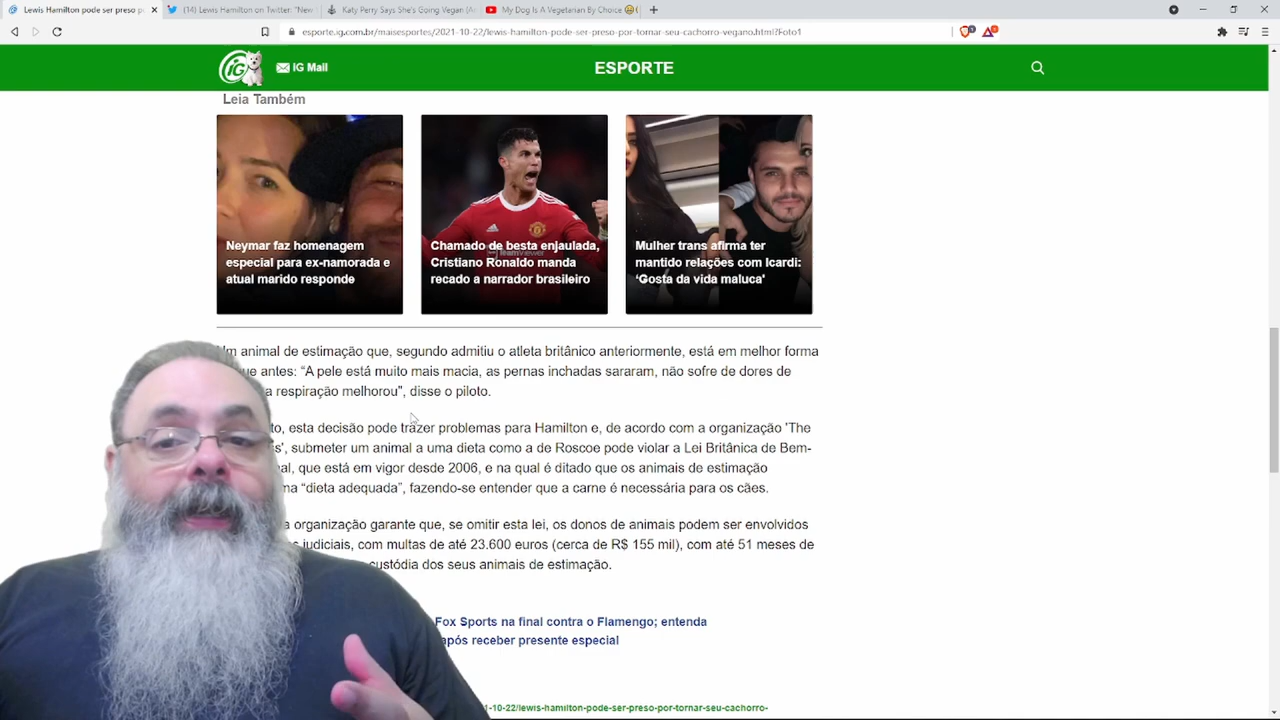 Lewis Hamilton pode ser preso p
(14) Lewis Hamilton on Twitter: "New
Katy Perry Says She's Going Vegan (A
My Dog Is A Vegetarian By Choice
esporte.ig.com.br/maisesportes/2021-10-22/lewis-hamilton-pode-ser-preso-por-tornar-seu-cachorro-vegano.html?Foto1
iG
IG Mail
ESPORTE
Leia Também
Neymar faz homenagem
especial para ex-namorada e
atual marido responde
Chamado de besta enjaulada,
Cristiano Ronaldo manda
recado a narrador brasileiro
Mulher trans afirma ter
mantido relações com Icardi:
‘Gosta da vida maluca’
Um animal de estimação que, segundo admitiu o atleta britânico anteriormente, está em melhor forma
que antes: “A pele está muito mais macia, as pernas inchadas sararam, não sofre de dores de
a respiração melhorou”, disse o piloto.
esta decisão pode trazer problemas para Hamilton e, de acordo com a organização 'The
submeter um animal a uma dieta como a de Roscoe pode violar a Lei Britânica de Bem-
que está em vigor desde 2006, e na qual é ditado que os animais de estimação
“dieta adequada”, fazendo-se entender que a carne é necessária para os cães.
a organização garante que, se omitir esta lei, os donos de animais podem ser envolvidos
judiciais, com multas de até 23.600 euros (cerca de R$ 155 mil), com até 51 meses de
custódia dos seus animais de estimação.
Fox Sports na final contra o Flamengo; entenda
após receber presente especial
1-10-22/lewis-hamilton-pode-ser-preso-por-tornar-seu-cachorro-